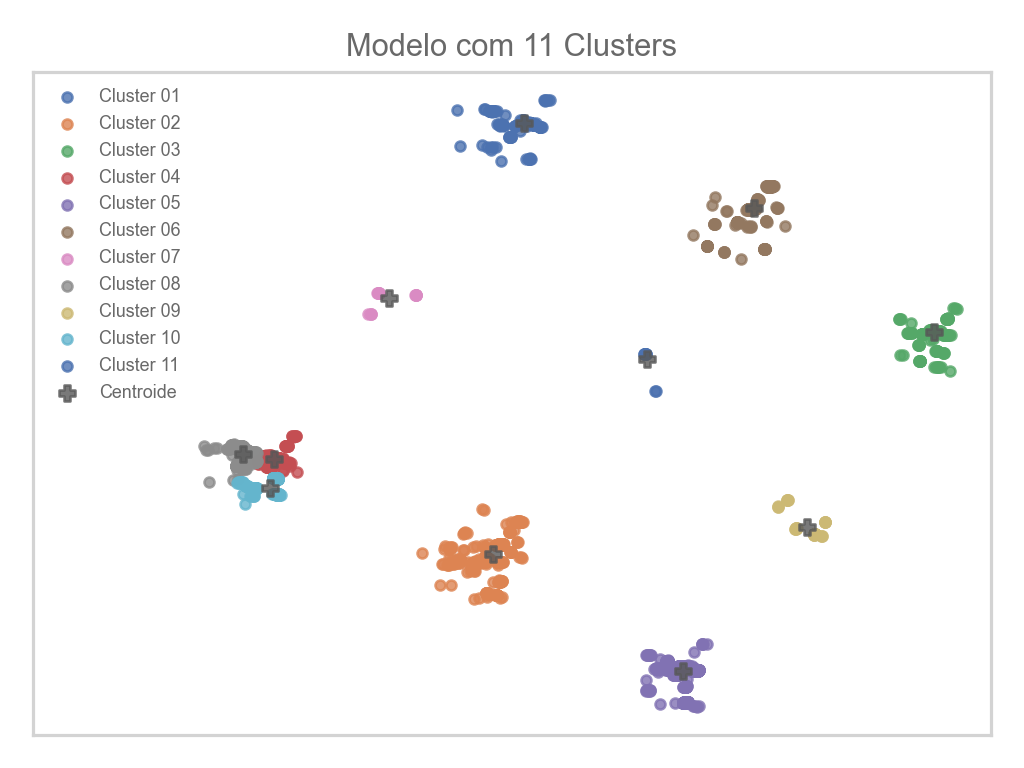 Modelo com 11 Clusters
Cluster 01
Cluster 02
Cluster 03
Cluster 04
Cluster 05
Cluster 06
Cluster 07
Cluster 08
Cluster 09
Cluster 10
Cluster 11
Centroide